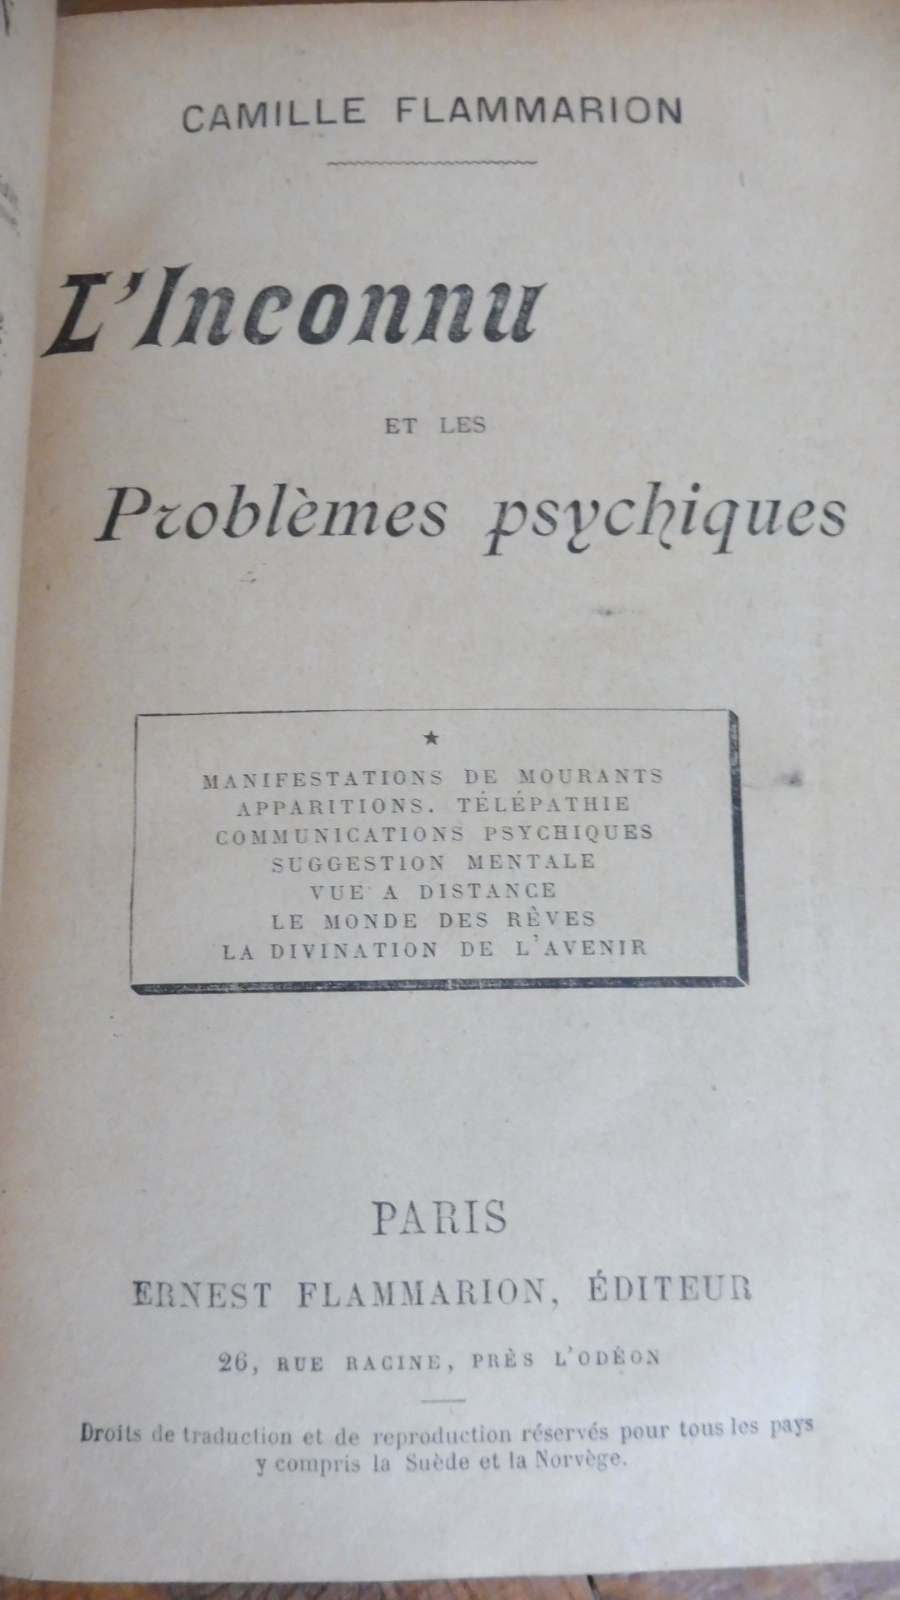 CAMILLE FLAMMARION
L'Inconnu
ET LES
Problèmes psychiques
★
MANIFESTATIONS DE MOURANTS
APPARITIONS. TÉLÉPATHIE
COMMUNICATIONS PSYCHIQUES
SUGGESTION MENTALE
VUE A DISTANCE
LE MONDE DES RÊVES
LA DIVINATION DE L'AVENIR
PARIS
ERNEST FLAMMARION, ÉDITEUR
26, RUE RACINE, PRÈS L'ODÉON
Droits de traduction et de reproduction réservés pour tous les pays
y compris la Suède et la Norvège.